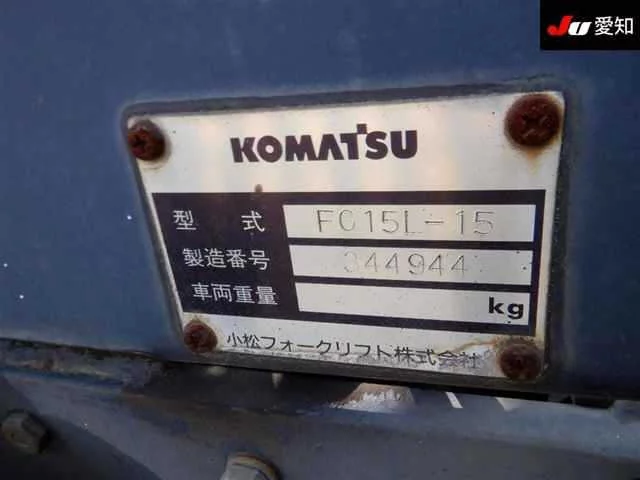 JU 愛知
KOMATSU
型 式 FG15L-15
製造番号 344944
車両重量 kg
小松フォークリフト株式会社